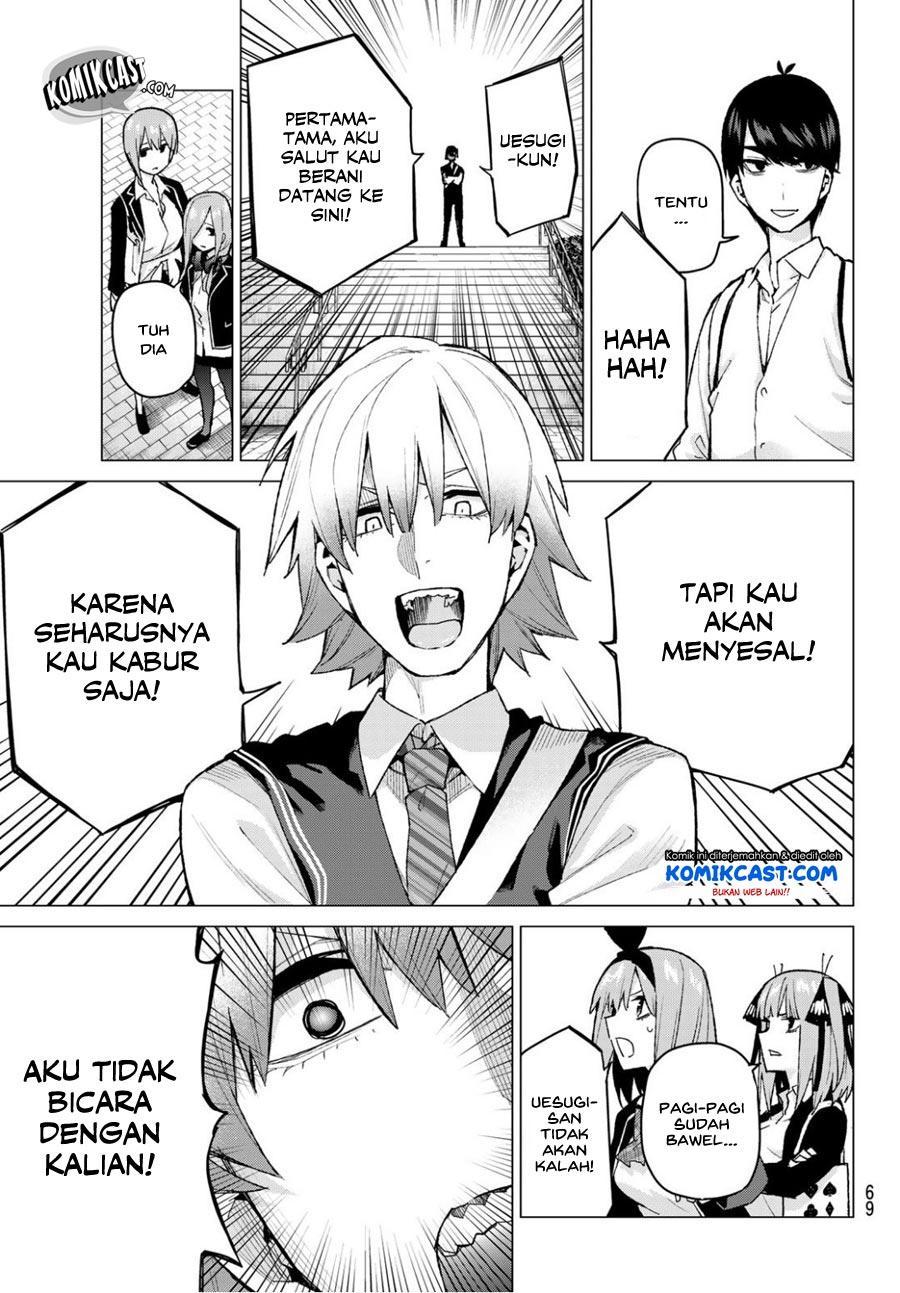 TENTU
...
HAHA
HAH!
UESUGI
-KUN!
PERTAMA-
TAMA, AKU
SALUT KAU
BERANI
DATANG KE
SINI!
KOMIKCAST
.COM
TUH
DIA
TAPI KAU
AKAN
MENYESAL!
KARENA
SEHARUSNYA
KAU KABUR
SAJA!
Komik ini diterjemahkan & diedit oleh
KOMIKCAST.COM
BUKAN WEB LAIN!!
PAGI-PAGI
SUDAH
BAWEL...
UESUGI-
SAN
TIDAK
AKAN
KALAH!
AKU TIDAK
BICARA
DENGAN
KALIAN!
69